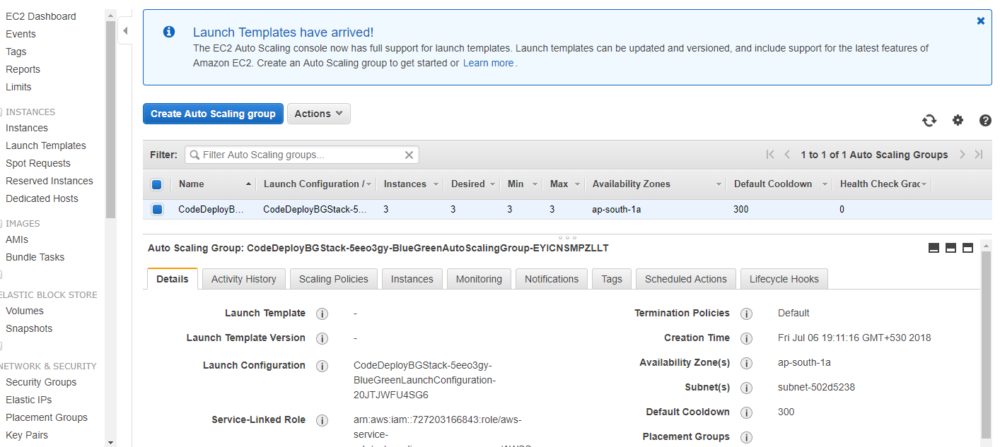 EC2 Dashboard
Events
Tags
Reports
Limits
INSTANCES
Instances
Launch Templates
Spot Requests
Reserved Instances
Dedicated Hosts
IMAGES
AMIs
Bundle Tasks
ELASTIC BLOCK STORE
Volumes
Snapshots
NETWORK & SECURITY
Security Groups
Elastic IPs
Placement Groups
Key Pairs
Launch Templates have arrived!
The EC2 Auto Scaling console now has full support for launch templates. Launch templates can be updated and versioned, and include support for the latest features of
Amazon EC2. Create an Auto Scaling group to get started or Learn more.
Create Auto Scaling group Actions
Filter: Filter Auto Scaling groups... 1 to 1 of 1 Auto Scaling Groups
Name Launch Configuration / Instances Desired Min Max Availability Zones Default Cooldown Health Check Grac
CodeDeployB... CodeDeployBGStack-5... 3 3 3 3 ap-south-1a 300 0
Auto Scaling Group: CodeDeployBGStack-5eeo3gy-BlueGreenAutoScalingGroup-EYICNSMPZLLT
Details Activity History Scaling Policies Instances Monitoring Notifications Tags Scheduled Actions Lifecycle Hooks
Launch Template -
Launch Template Version -
Launch Configuration CodeDeployBGStack-5eeo3gy-
BlueGreenLaunchConfiguration-
20JTJWFU4SG6
Service-Linked Role arn:aws:iam::727203166843:role/aws-
service-
Termination Policies Default
Creation Time Fri Jul 06 19:11:16 GMT+530 2018
Availability Zone(s) ap-south-1a
Subnet(s) subnet-502d5238
Default Cooldown 300
Placement Groups